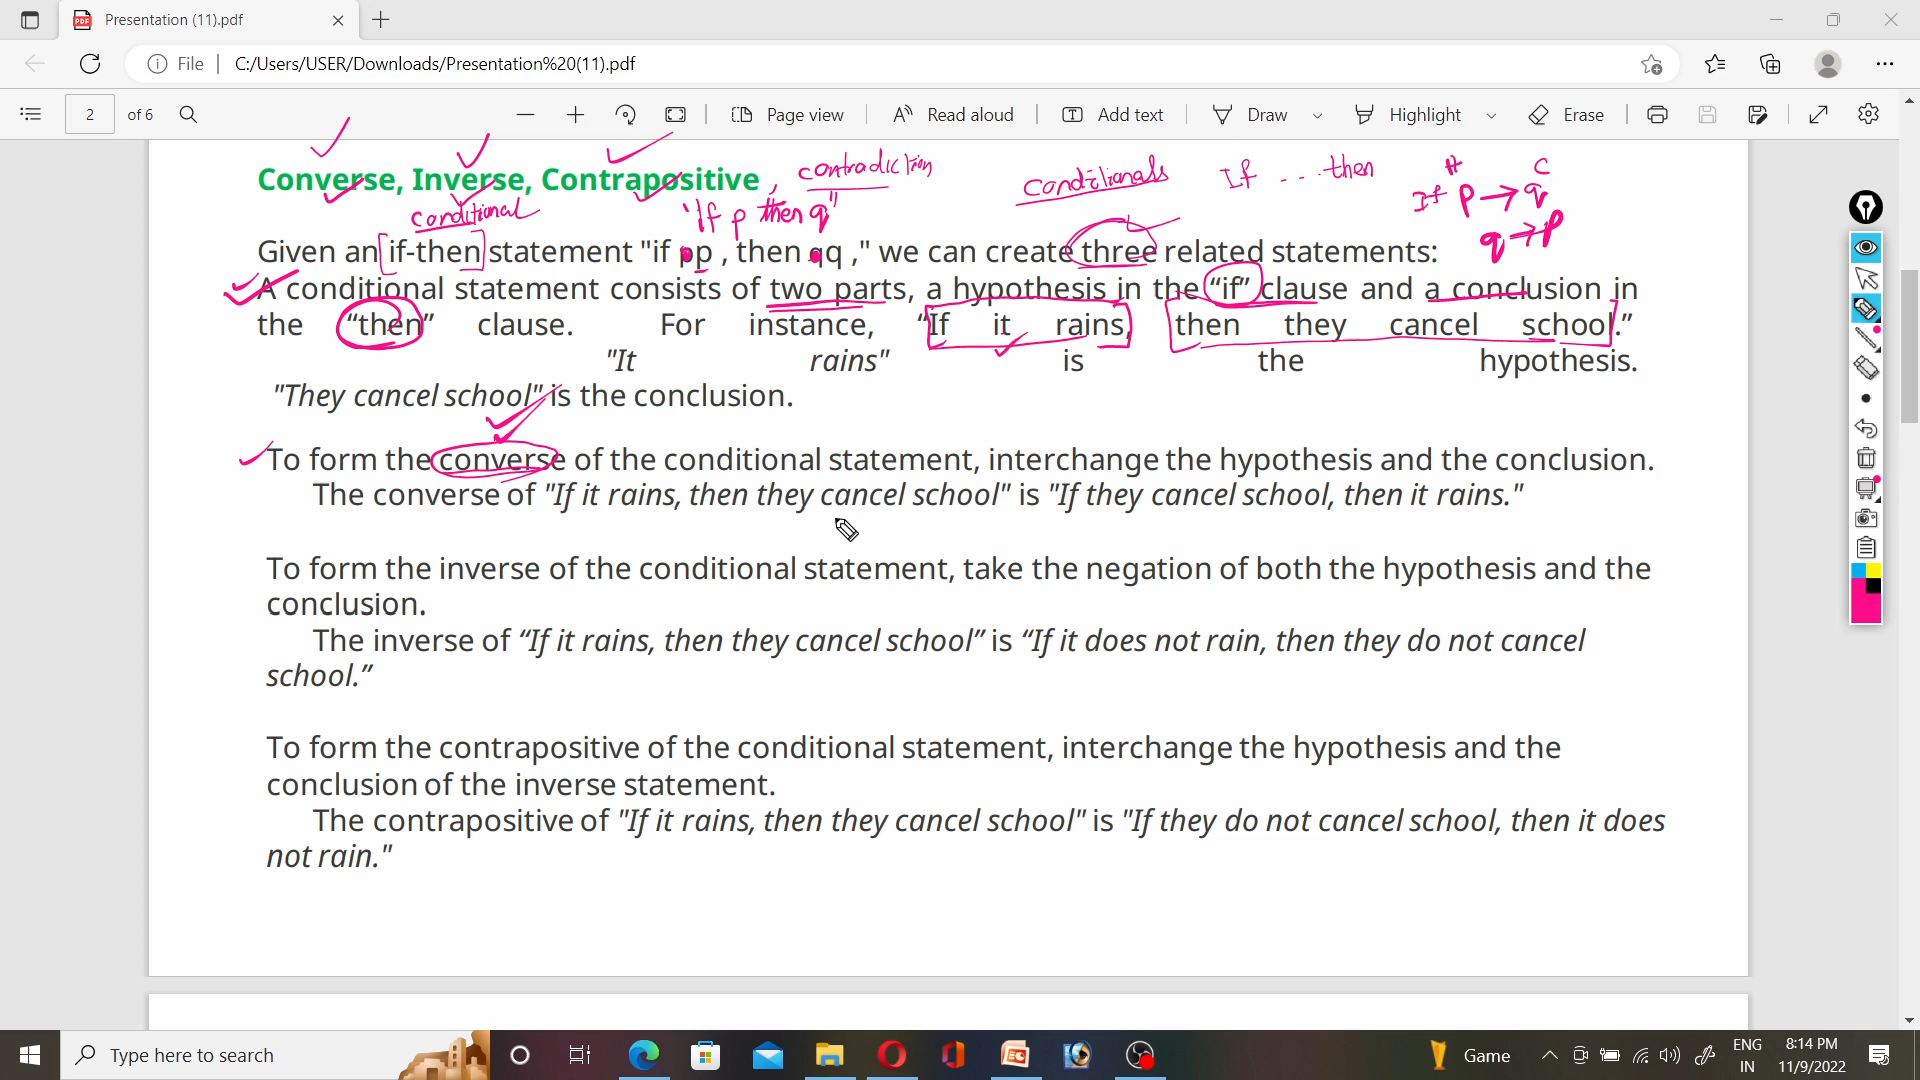 Presentation (11).pdf
File
C:/Users/USER/Downloads/Presentation%20(11).pdf
2 of 6
Page view
Read aloud
Add text
Draw
Highlight
Erase
contradiction
Conditionals
If ...then
H
C
Converse, Inverse, Contrapositive ,
If p → q
conditional
"If p then q"
q → p
Given an if-then statement "if pp , then qq ," we can create three related statements:
A conditional statement consists of two parts, a hypothesis in the “if” clause and a conclusion in
the “then” clause. For instance, “If it rains, then they cancel school.”
"It rains" is the hypothesis.
"They cancel school" is the conclusion.
To form the converse of the conditional statement, interchange the hypothesis and the conclusion.
The converse of "If it rains, then they cancel school" is "If they cancel school, then it rains."
To form the inverse of the conditional statement, take the negation of both the hypothesis and the
conclusion.
The inverse of “If it rains, then they cancel school” is “If it does not rain, then they do not cancel
school.”
To form the contrapositive of the conditional statement, interchange the hypothesis and the
conclusion of the inverse statement.
The contrapositive of "If it rains, then they cancel school" is "If they do not cancel school, then it does
not rain."
Type here to search
Game
ENG
IN
8:14 PM
11/9/2022